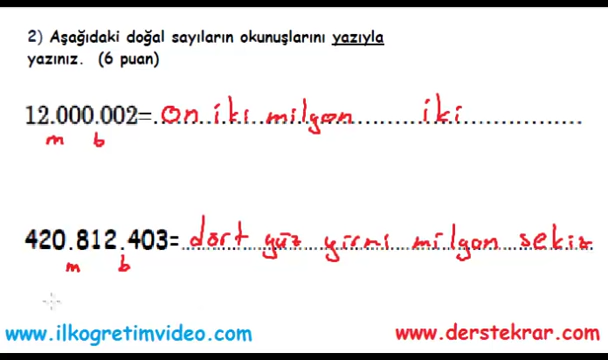 2) Aşağıdaki doğal sayıların okunuşlarını yazıyla
yazınız. (6 puan)
12.000.002=..on iki milyon iki
m b
420.812.403=..dört yüz yirmi milyon sekiz
m b
www.ilkogretimvideo.com www.derstekrar.com